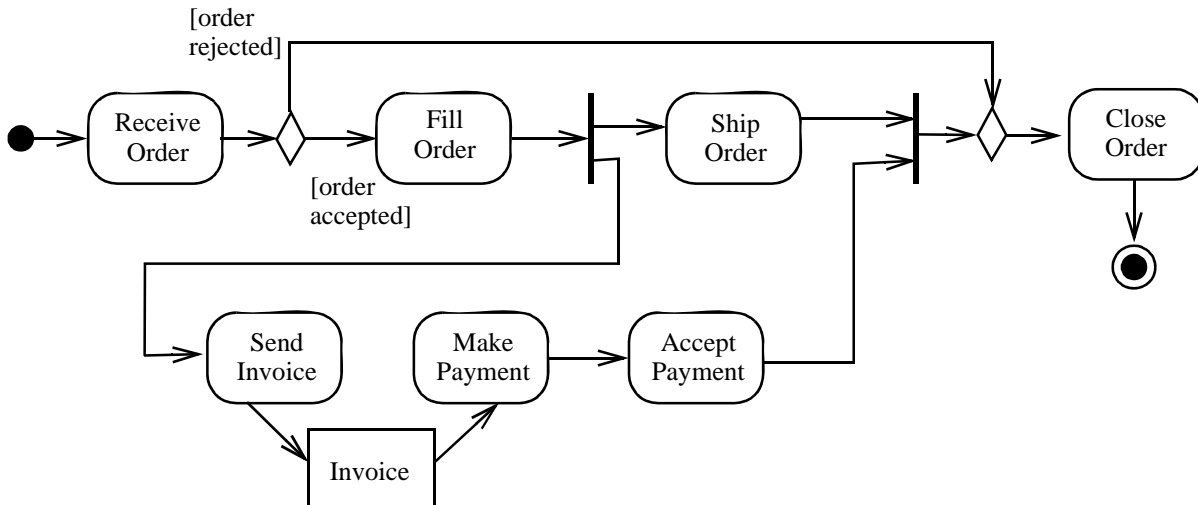 [order
rejected]
Receive
Order
Fill
Order
Ship
Order
Close
Order
[order
accepted]
Send
Invoice
Make
Payment
Accept
Payment
Invoice